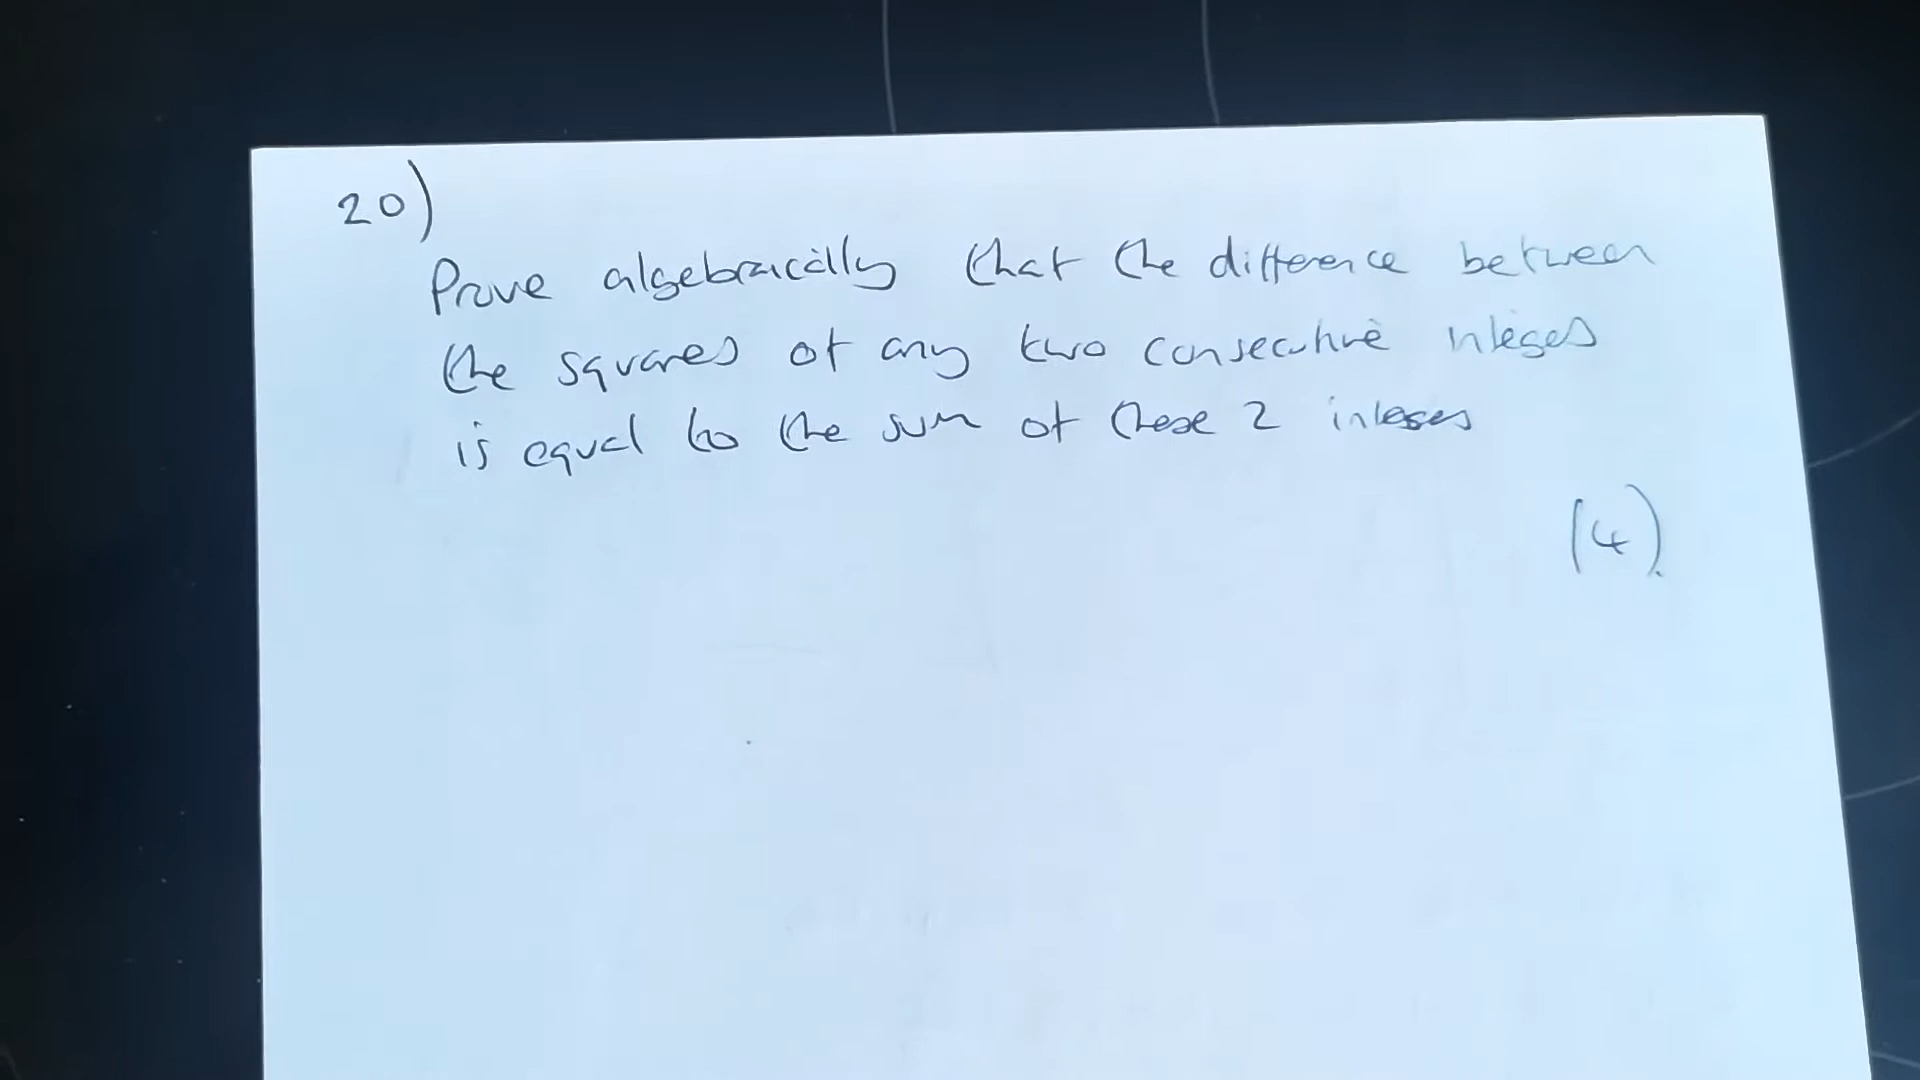 20)
Prove algebraically that the difference between
the squares of any two consecutive integers
is equal to the sum of these 2 integers
(4).